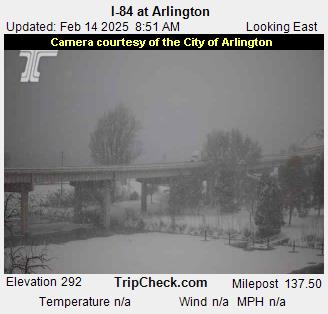 I-84 at Arlington
Updated: Feb 14 2025 8:51 AM Looking East
Camera courtesy of the City of Arlington
Elevation 292 TripCheck.com Milepost 137.50
Temperature n/a Wind n/a MPH n/a